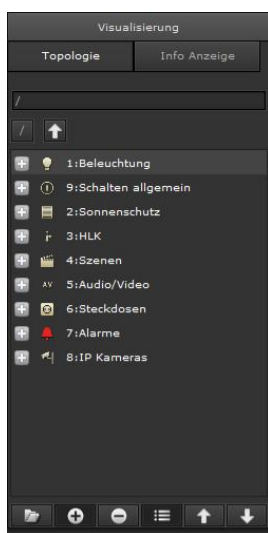 Visualisierung
Topologie
Info Anzeige
/
/
1:Beleuchtung
9:Schalten allgemein
2:Sonnenschutz
3:HLK
4:Szenen
AV 5:Audio/Video
6:Steckdosen
7:Alarme
8:IP Kameras